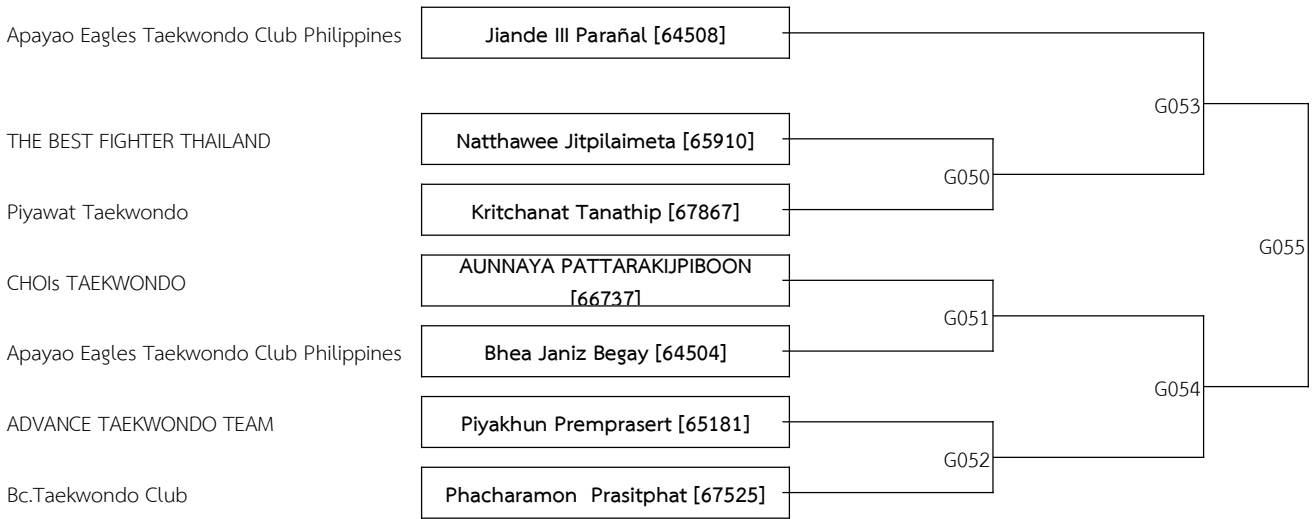 Apayao Eagles Taekwondo Club Philippines
Jiande III Parañal [64508]
G053
THE BEST FIGHTER THAILAND
Natthawee Jitpilaimeta [65910]
G050
Piyawat Taekwondo
Kritchanat Tanathip [67867]
G055
CHOIs TAEKWONDO
AUNNAYA PATTARAKIJPIBOON
[66737]
G051
Apayao Eagles Taekwondo Club Philippines
Bhea Janiz Begay [64504]
G054
ADVANCE TAEKWONDO TEAM
Piyakhun Premprasert [65181]
G052
Bc.Taekwondo Club
Phacharamon  Prasitphat [67525]